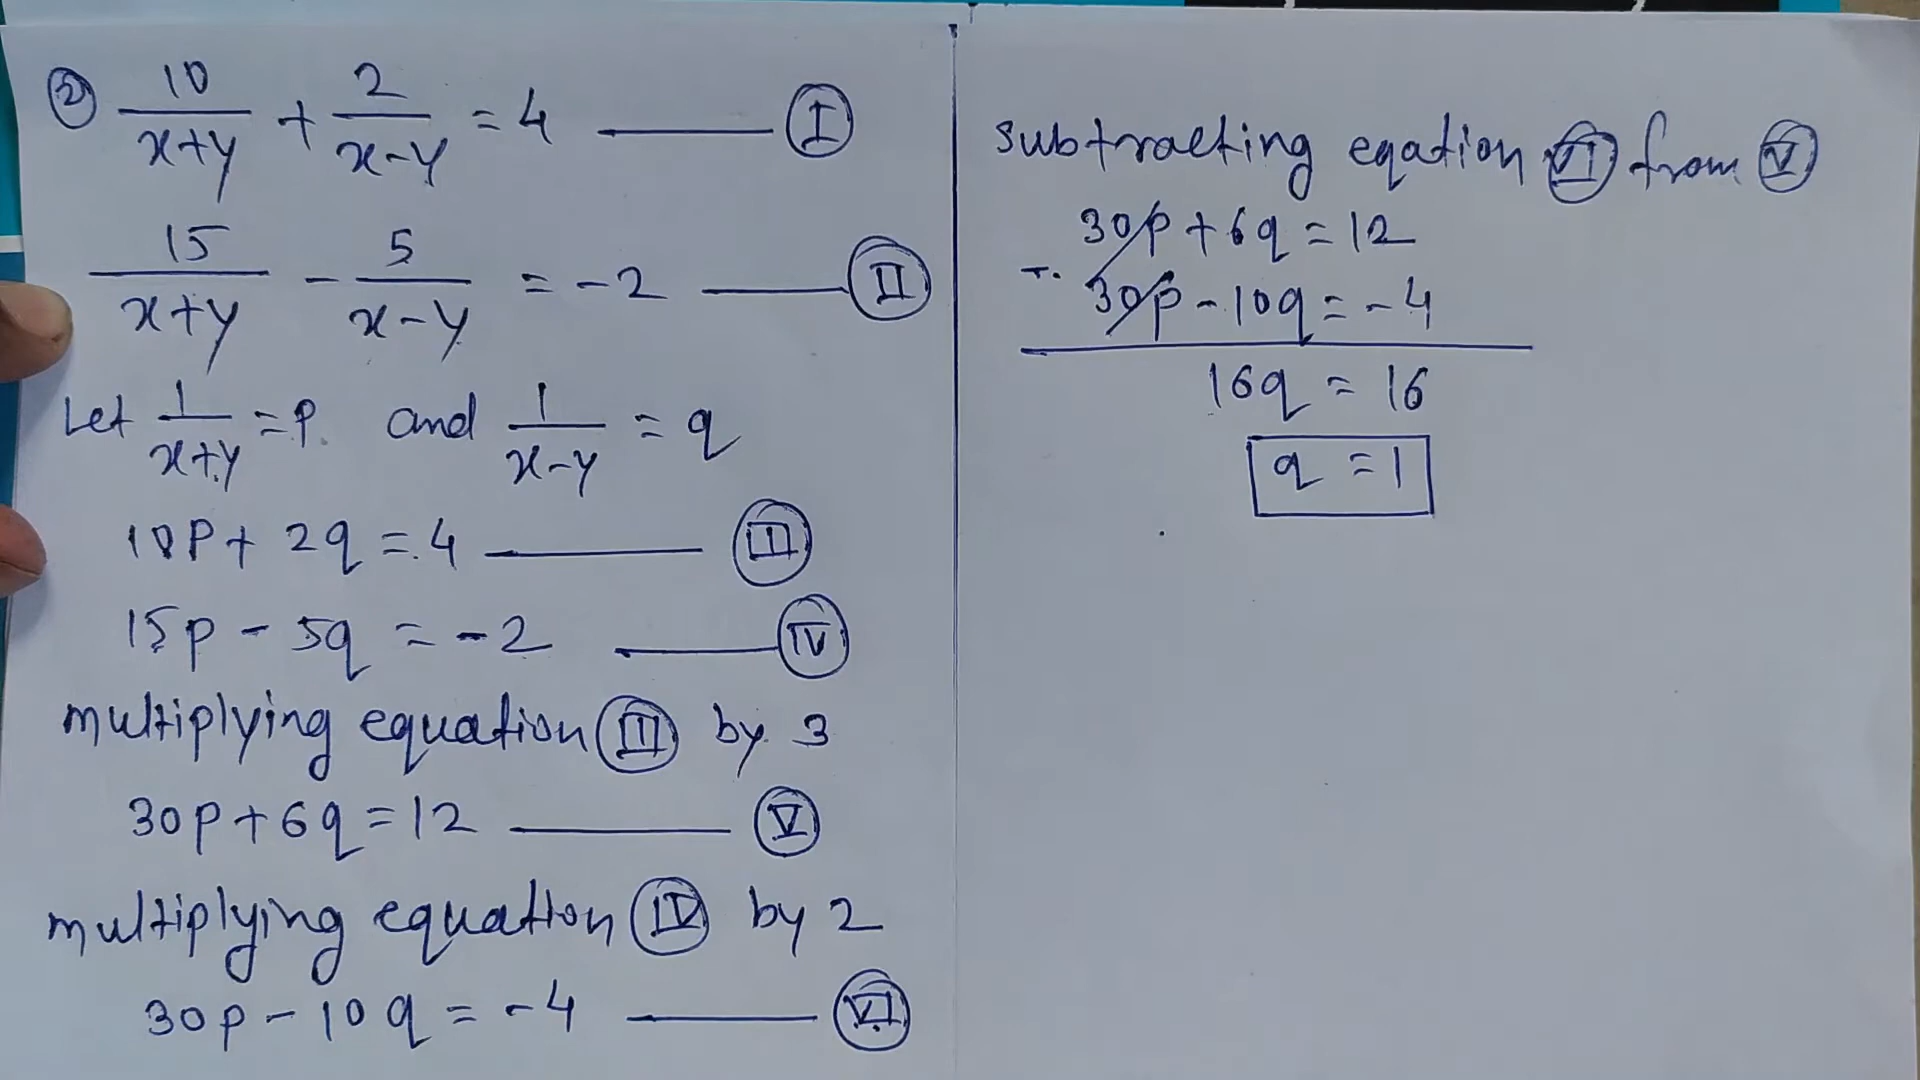 ② 10/(x+y) + 2/(x-y) = 4 —— Ⅰ
15/(x+y) - 5/(x-y) = -2 —— Ⅱ
Let 1/(x+y) = P. and 1/(x-y) = q
10P + 2q = 4 —— Ⅲ
15p - 5q = -2 —— Ⅳ
multiplying equation Ⅲ by 3
30p + 6q = 12 —— Ⅴ
multiplying equation Ⅳ by 2
30p - 10q = -4 —— Ⅵ
subtracting eqation Ⅵ from Ⅴ
30p + 6q = 12
-. 30p - 10q = -4
16q = 16
q = 1